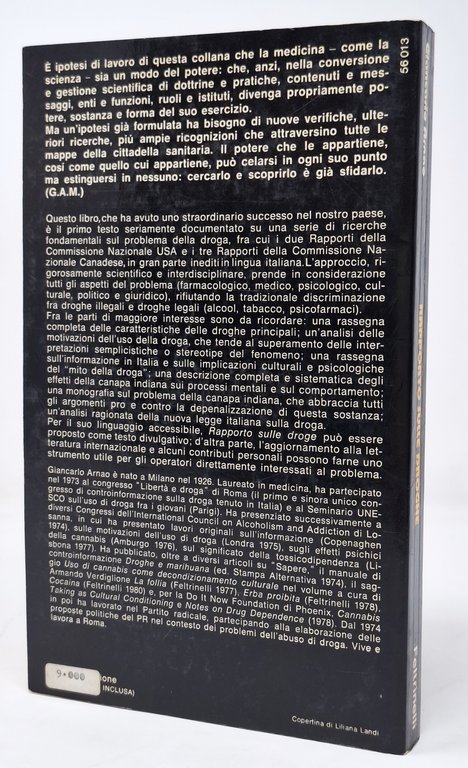 È ipotesi di lavoro di questa collana che la medicina – come la
scienza – sia un modo del potere: che, anzi, nella conversione
e gestione scientifica di dottrine e pratiche, contenuti e mes-
saggi, enti e funzioni, ruoli e istituti, divenga propriamente po-
tere, sostanza e forma del suo esercizio.
Ma un'ipotesi già formulata ha bisogno di nuove verifiche, ulte-
riori ricerche, più ampie ricognizioni che attraversino tutte le
mappe della cittadella sanitaria. Il potere che le appartiene,
così come quello cui appartiene, può celarsi in ogni suo punto
ma estinguersi in nessuno: cercarlo e scoprirlo è già sfidarlo.
(G.A.M.)
Questo libro, che ha avuto uno straordinario successo nel nostro paese,
è il primo testo seriamente documentato su una serie di ricerche
fondamentali sul problema della droga, fra cui i due Rapporti della
Commissione Nazionale USA e i tre Rapporti della Commissione Na-
zionale Canadese, in gran parte inediti in lingua italiana. L'approccio, ri-
gorosamente scientifico e interdisciplinare, prende in considerazione
tutti gli aspetti del problema (farmacologico, medico, psicologico, cul-
turale, politico e giuridico), rifiutando la tradizionale discriminazione
fra droghe illegali e droghe legali (alcool, tabacco, psicofarmaci).
Fra le parti di maggiore interesse sono da ricordare: una rassegna
completa delle caratteristiche delle droghe principali; un'analisi delle
motivazioni dell'uso della droga, che tende al superamento delle inter-
pretazioni semplicistiche o stereotipe del fenomeno; una rassegna
sull'informazione in Italia e sulle implicazioni culturali e psicologiche
del "mito della droga"; una descrizione completa e sistematica degli
effetti della canapa indiana sui processi mentali e sul comportamento;
una monografia sul problema della canapa indiana, che abbraccia tutti
gli argomenti pro e contro la depenalizzazione di questa sostanza;
un'analisi ragionata della nuova legge italiana sulla droga.
Per il suo linguaggio accessibile, Rapporto sulle droghe può essere
proposto come testo divulgativo; d'altra parte, l'aggiornamento alla let-
teratura internazionale e alcuni contributi personali possono farne uno
strumento utile per gli operatori direttamente interessati al problema.
Giancarlo Arnao è nato a Milano nel 1926. Laureato in medicina, ha partecipato
nel 1973 al congresso "Libertà e droga" di Roma (il primo e sinora unico con-
gresso di controinformazione sulla droga tenuto in Italia) e al Seminario UNE-
SCO sull'uso di droga fra i giovani (Parigi). Ha presenziato successivamente a
diversi Congressi dell'International Council on Alcoholism and Addiction di Lo-
sanna, in cui ha presentato lavori originali sull'informazione (Copenaghen
1974), sulle motivazioni dell'uso di droga (Londra 1975), sugli effetti psichici
della cannabis (Amburgo 1976), sul significato della tossicodipendenza (Li-
sbona 1977). Ha pubblicato, oltre a diversi articoli su "Sapere," il manuale di
controinformazione Droghe e marihuana (ed. Stampa Alternativa 1974), il sag-
gio Uso di cannabis come decondizionamento culturale nel volume a cura di
Armando Verdiglione La follia (Feltrinelli 1977), Erba proibita (Feltrinelli 1978),
Cocaina (Feltrinelli 1980) e, per la Do It Now Foundation di Phoenix, Cannabis
Taking as Cultural Conditioning e Notes on Drug Dependence (1978). Dal 1974
in poi ha lavorato nel Partito radicale, partecipando alla elaborazione delle
proposte politiche del PR nel contesto dei problemi dell'abuso di droga. Vive e
lavora a Roma.
9.000
ione
INCLUSA)
Copertina di Liliana Landi
56013
Feltrinelli